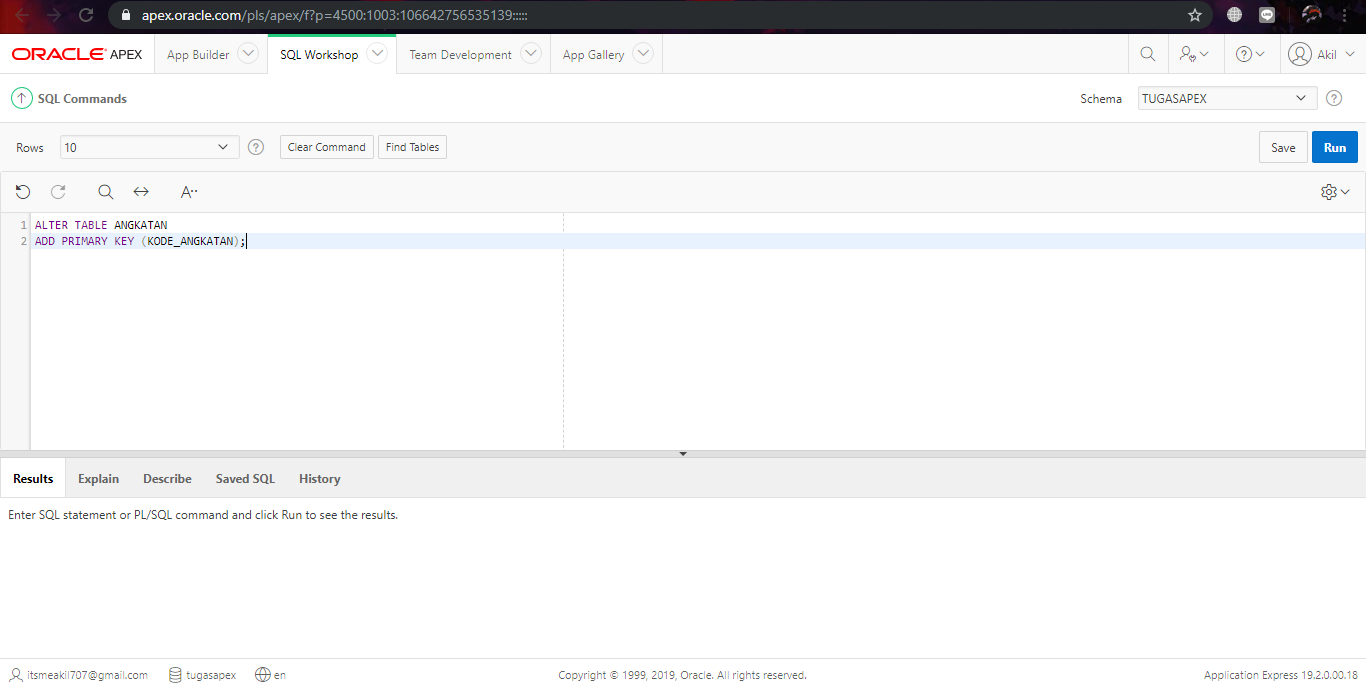 apex.oracle.com/pls/apex/f?p=4500:1003:106642756535139:::::
ORACLE APEX App Builder SQL Workshop Team Development App Gallery Akil
SQL Commands Schema TUGASAPEX
Rows 10 Clear Command Find Tables Save Run
1 ALTER TABLE ANGKATAN
2 ADD PRIMARY KEY (KODE_ANGKATAN);
Results Explain Describe Saved SQL History
Enter SQL statement or PL/SQL command and click Run to see the results.
itsmeakil707@gmail.com tugasapex en Copyright © 1999, 2019, Oracle. All rights reserved. Application Express 19.2.0.00.18